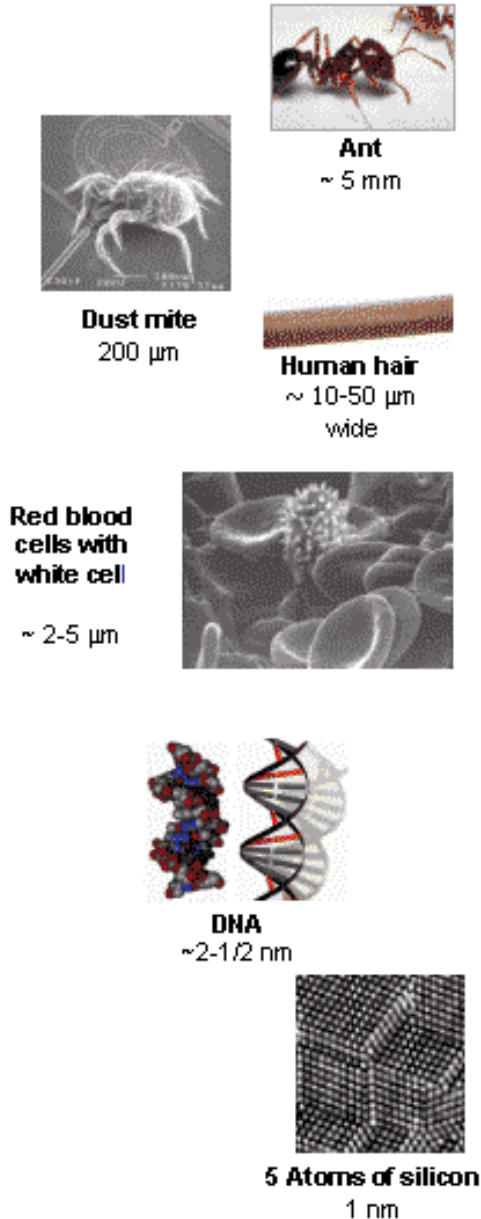 Ant
~ 5 mm
Dust mite
200 μm
Human hair
~ 10-50 μm
wide
Red blood
cells with
white cell
~ 2-5 μm
DNA
~2-1/2 nm
5 Atoms of silicon
1 nm